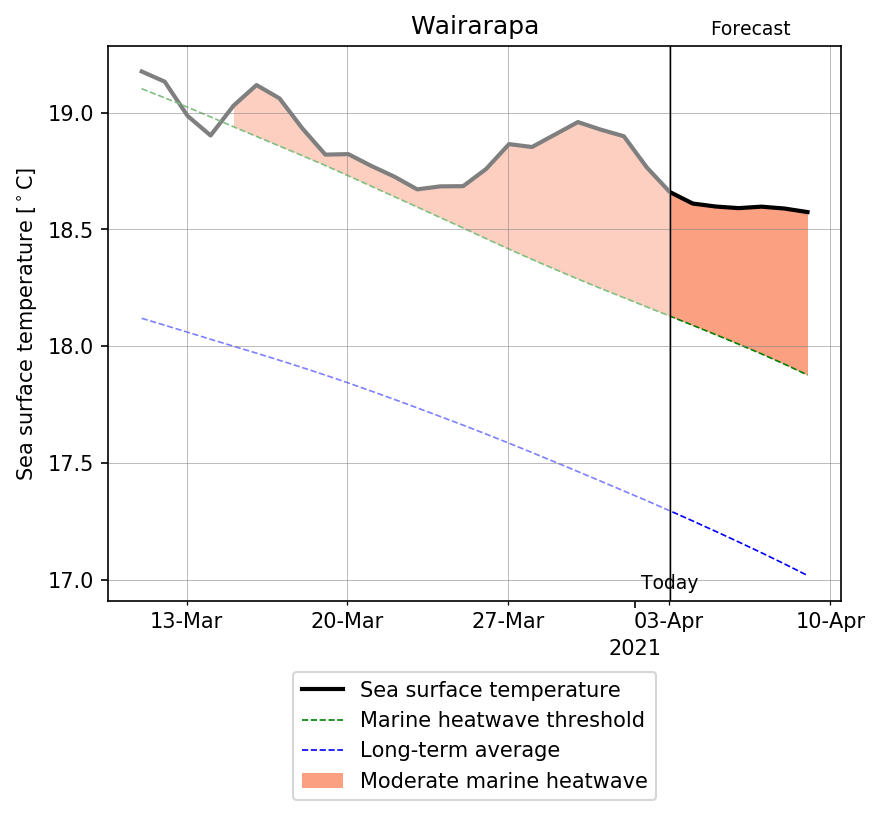 Wairarapa
Forecast
Sea surface temperature [°C]
19.0
18.5
18.0
17.5
17.0
Today
13-Mar
20-Mar
27-Mar
03-Apr
10-Apr
2021
Sea surface temperature
Marine heatwave threshold
Long-term average
Moderate marine heatwave